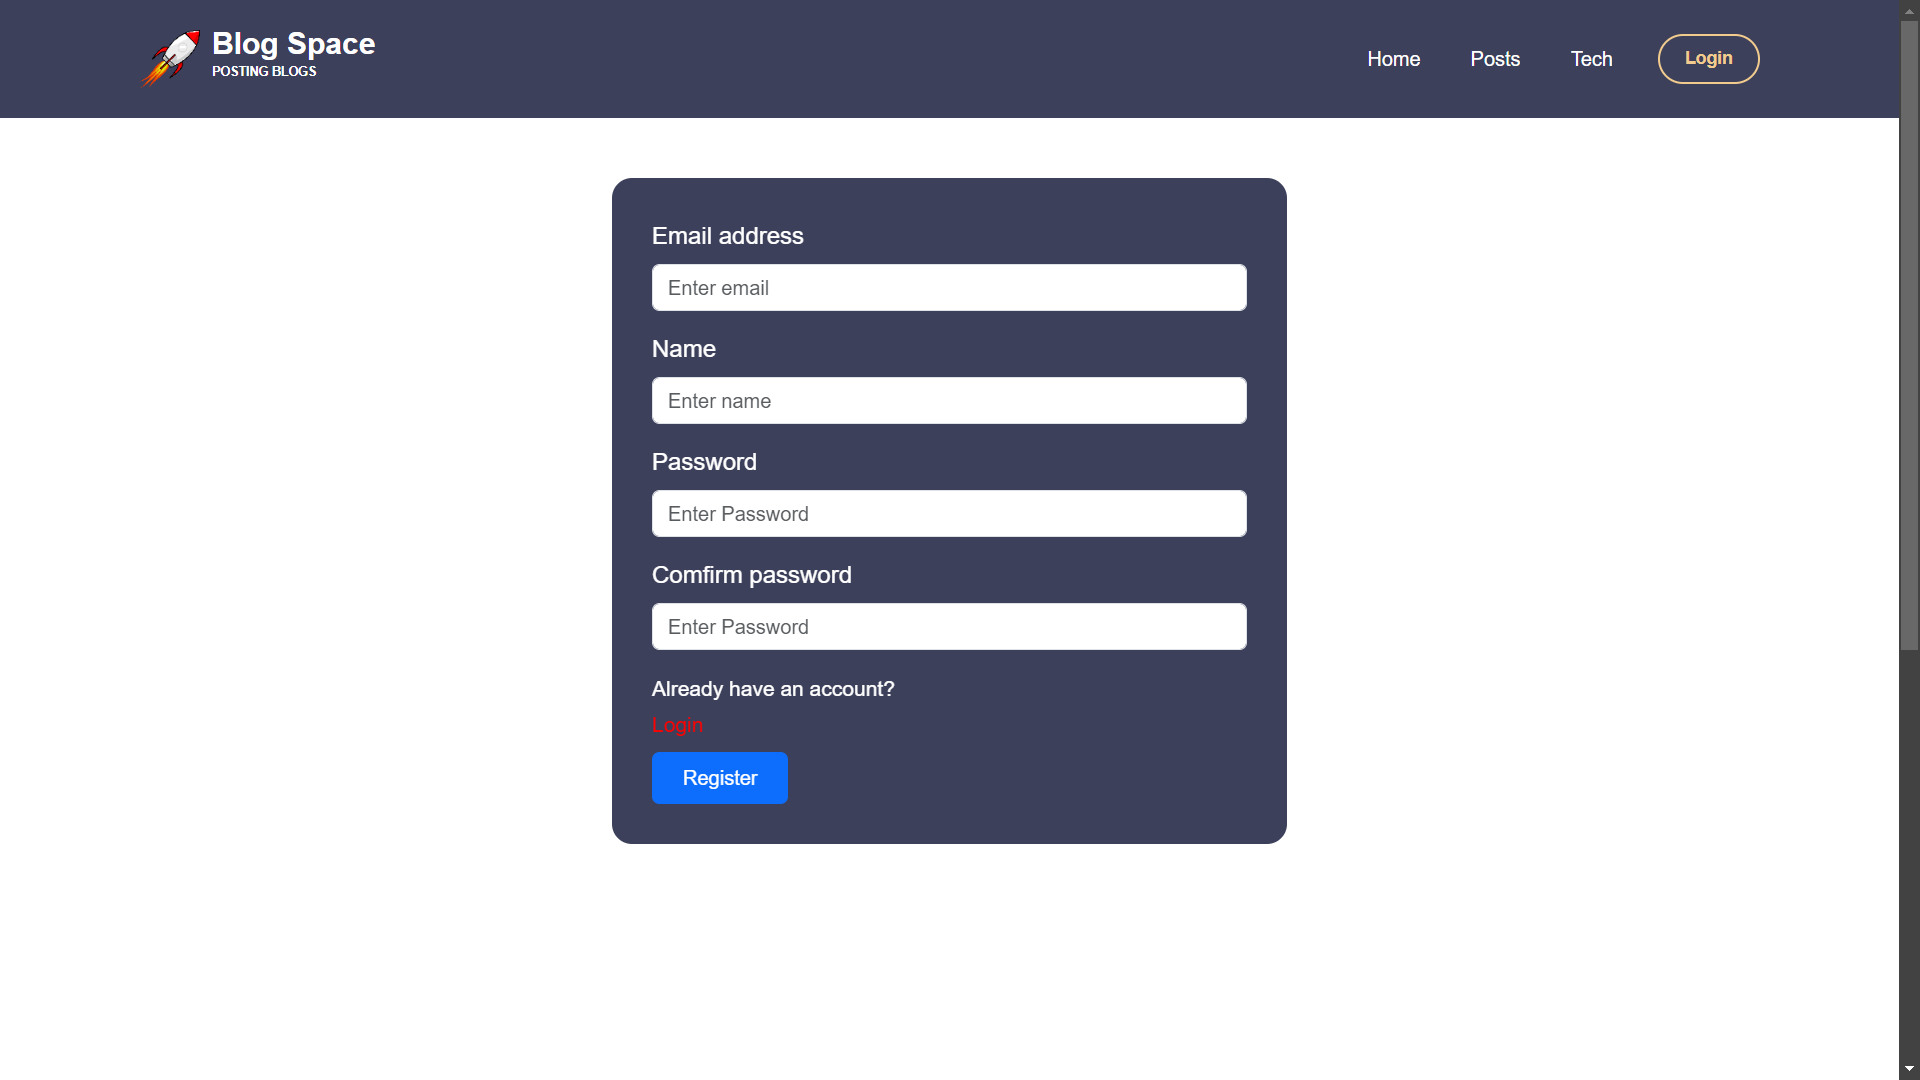 Blog Space
POSTING BLOGS
Home
Posts
Tech
Login
Email address
Enter email
Name
Enter name
Password
Enter Password
Comfirm password
Enter Password
Already have an account?
Login
Register